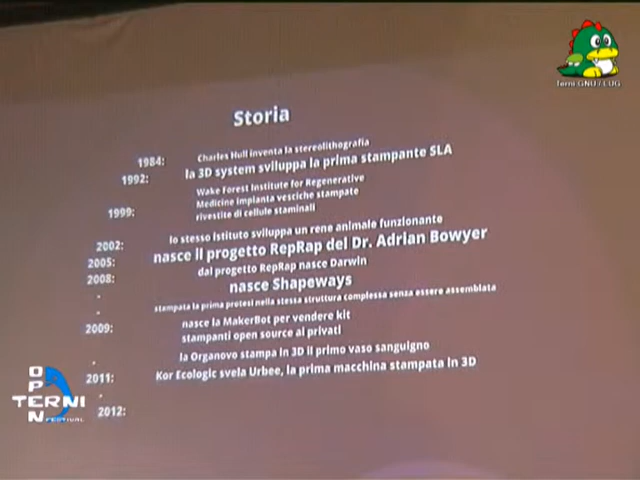 Terni GNU / LUG
Storia
1984: Charles Hull inventa la stereolithografia
1992: la 3D system sviluppa la prima stampante SLA
Wake Forest Institute for Regenerative
1999: Medicine impianta vesciche stampate
rivestite di cellule staminali
2002: lo stesso istituto sviluppa un rene animale funzionante
2005: nasce il progetto RepRap del Dr. Adrian Bowyer
2008: dal progetto RepRap nasce Darwin
- nasce Shapeways
- stampata la prima protesi nella stessa struttura complessa senza essere assemblata
2009: nasce la MakerBot per vendere kit
stampanti open source ai privati
- la Organovo stampa in 3D il primo vaso sanguigno
2011: Kor Ecologic svela Urbee, la prima macchina stampata in 3D
-
2012:
OPEN
TERNI
FESTIVAL